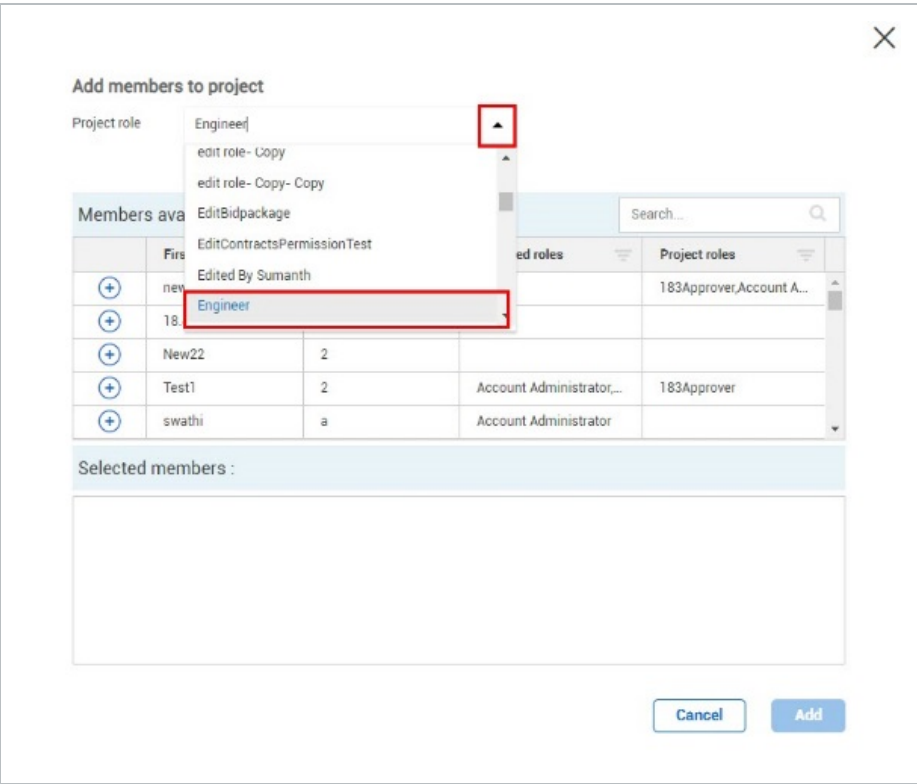 Add members to project
Project role
Engineer
edit role- Copy
edit role- Copy- Copy
EditBidpackage
EditContractsPermissionTest
Edited By Sumanth
Engineer
Members ava
Search...
Firs
ed roles
Project roles
new
183Approver,Account A...
18.
New22 2
Test1 2 Account Administrator,... 183Approver
swathi a Account Administrator
Selected members :
Cancel Add